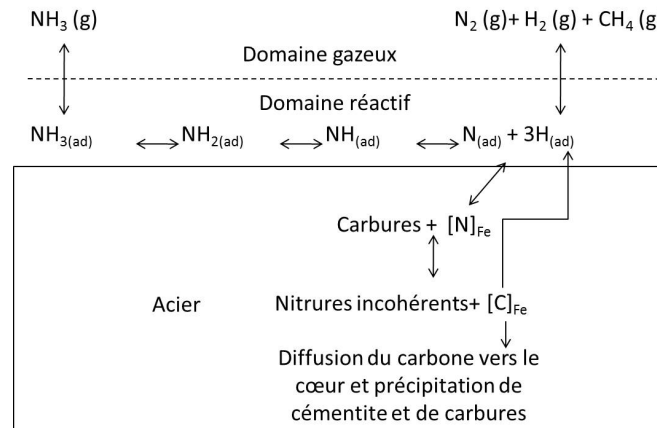 NH₃ (g) N₂ (g)+ H₂ (g) + CH₄ (g
Domaine gazeux
Domaine réactif
NH₃₍ad₎ NH₂₍ad₎ NH₍ad₎ N₍ad₎ + 3H₍ad₎
Carbures + [N]Fe
Acier Nitrures incohérents+ [C]Fe
Diffusion du carbone vers le
cœur et précipitation de
cémentite et de carbures